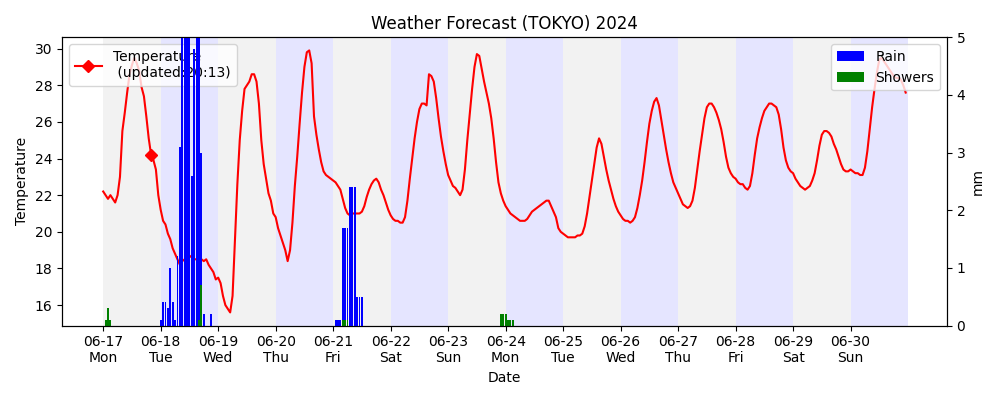 Weather Forecast (TOKYO) 2024
Temperature
(updated 20:13)
Rain
Showers
Temperature
30
28
26
24
22
20
18
16
5
4
3
2
1
0
mm
06-17 06-18 06-19 06-20 06-21 06-22 06-23 06-24 06-25 06-26 06-27 06-28 06-29 06-30
Mon Tue Wed Thu Fri Sat Sun Mon Tue Wed Thu Fri Sat Sun
Date